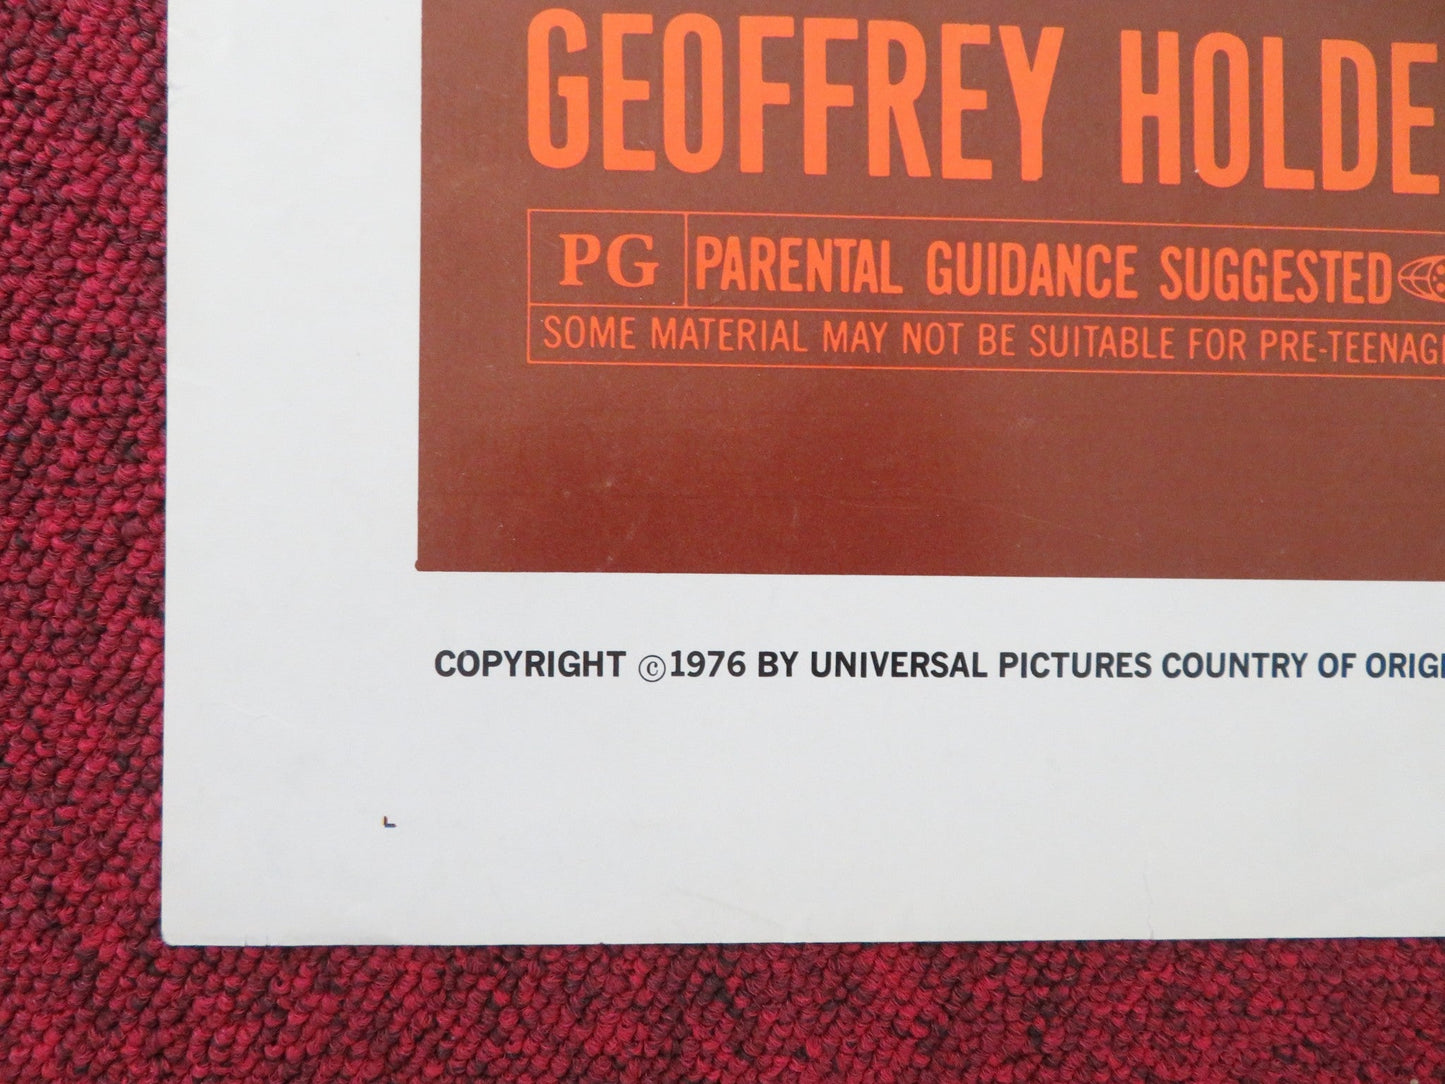 GEOFFREY HOLDE
PG PARENTAL GUIDANCE SUGGESTED
SOME MATERIAL MAY NOT BE SUITABLE FOR PRE-TEENAG
COPYRIGHT ©1976 BY UNIVERSAL PICTURES COUNTRY OF ORIGI